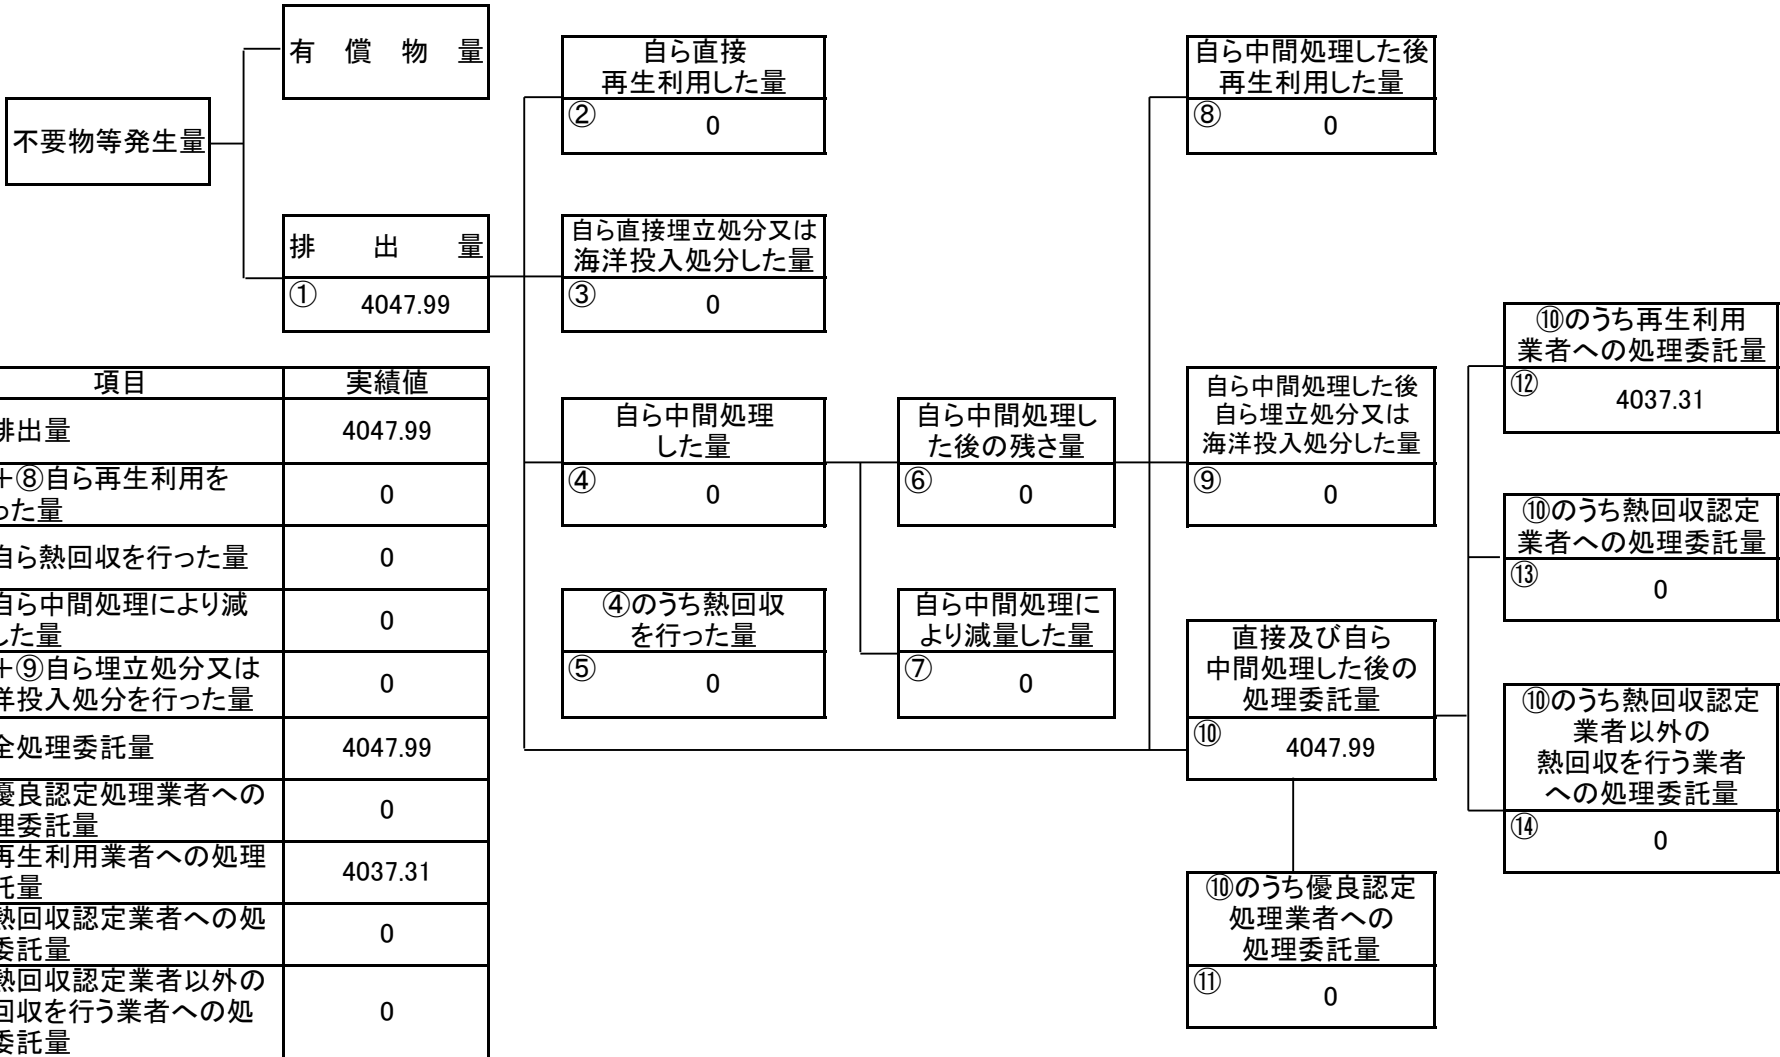 有償物量
不要物等発生量
排出量
① 4047.99
自ら直接
再生利用した量
② 0
自ら直接埋立処分又は
海洋投入処分した量
③ 0
自ら中間処理
した量
④ 0
④のうち熱回収
を行った量
⑤ 0
自ら中間処理し
た後の残さ量
⑥ 0
自ら中間処理に
より減量した量
⑦ 0
自ら中間処理した後
再生利用した量
⑧ 0
自ら中間処理した後
自ら埋立処分又は
海洋投入処分した量
⑨ 0
直接及び自ら
中間処理した後の
処理委託量
⑩ 4047.99
⑩のうち優良認定
処理業者への
処理委託量
⑪ 0
⑩のうち再生利用
業者への処理委託量
⑫ 4037.31
⑩のうち熱回収認定
業者への処理委託量
⑬ 0
⑩のうち熱回収認定
業者以外の
熱回収を行う業者
への処理委託量
⑭ 0
項目 実績値
排出量 4047.99
+⑧自ら再生利用を
った量 0
自ら熱回収を行った量 0
自ら中間処理により減
した量 0
+⑨自ら埋立処分又は
洋投入処分を行った量 0
全処理委託量 4047.99
優良認定処理業者への
理委託量 0
再生利用業者への処理
託量 4037.31
熱回収認定業者への処
委託量 0
熱回収認定業者以外の
回収を行う業者への処
委託量 0